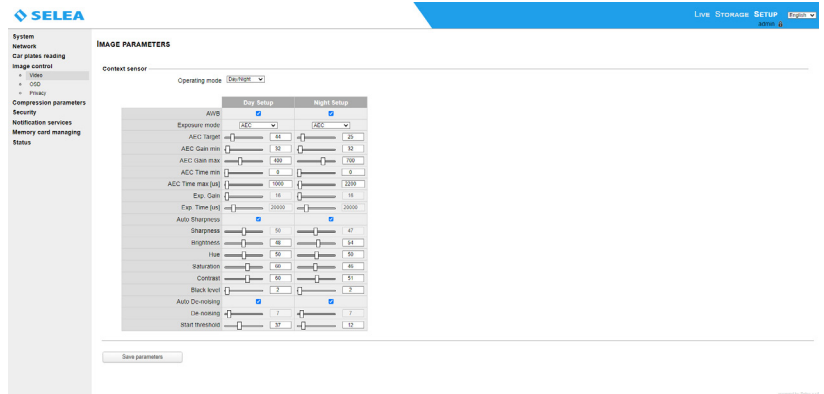 SELEA
LIVE STORAGE SETUP English
admin
System
Network
Car plates reading
Image control
Video
OSD
Privacy
Compression parameters
Security
Notification services
Memory card managing
Status
IMAGE PARAMETERS
Context sensor
Operating mode Day/Night
Day Setup Night Setup
AWB
Exposure mode AEC AEC
AEC Target 44 25
AEC Gain min 32 32
AEC Gain max 400 700
AEC Time min 0 0
AEC Time max [us] 1000 2200
Exp. Gain 16 16
Exp. Time [us] 20000 20000
Auto Sharpness
Sharpness 50 47
Brightness 48 54
Hue 50 50
Saturation 60 46
Contrast 60 51
Black level 2 2
Auto De-noising
De-noising 7 7
Start threshold 37 12
Save parameters